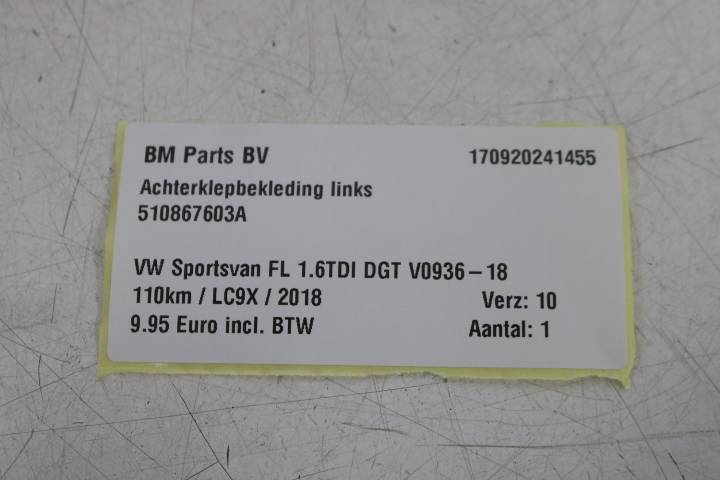 BM Parts BV 170920241455
Achterklepbekleding links
510867603A
VW Sportsvan FL 1.6TDI DGT V0936-18
110km / LC9X / 2018 Verz: 10
9.95 Euro incl. BTW Aantal: 1